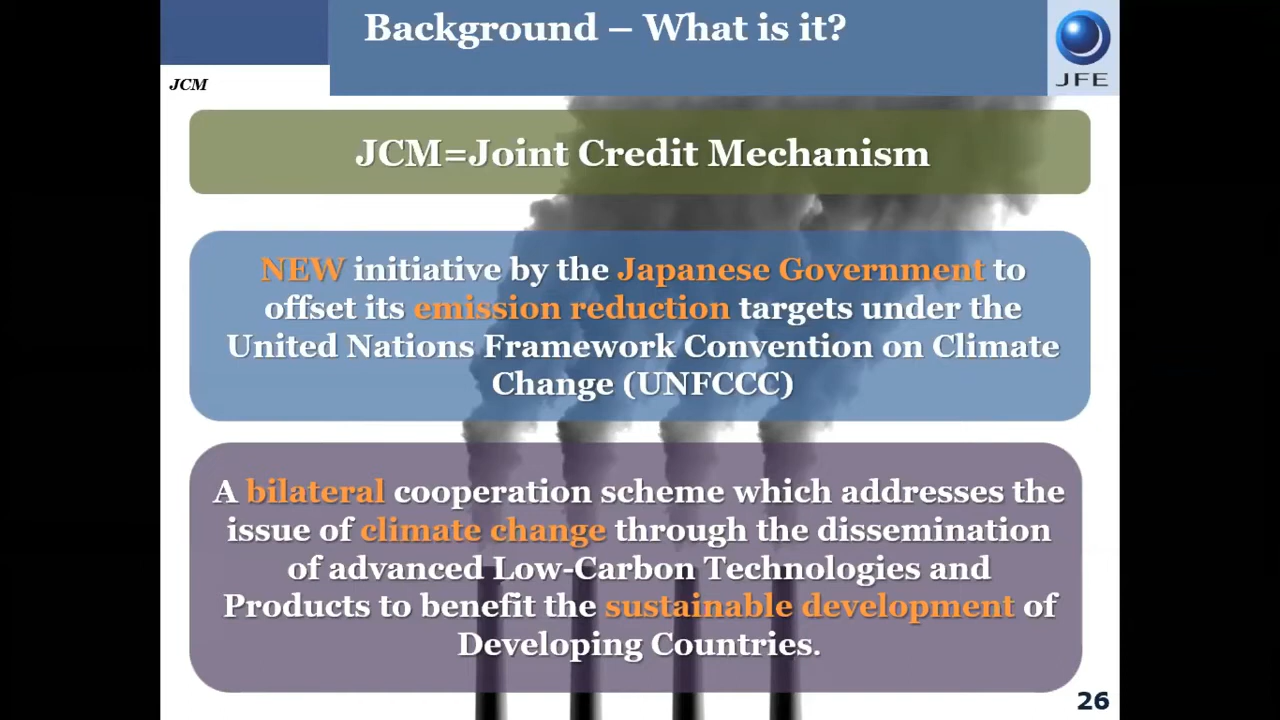 Background – What is it?
JFE
JCM
JCM=Joint Credit Mechanism
NEW initiative by the Japanese Government to
offset its emission reduction targets under the
United Nations Framework Convention on Climate
Change (UNFCCC)
A bilateral cooperation scheme which addresses the
issue of climate change through the dissemination
of advanced Low-Carbon Technologies and
Products to benefit the sustainable development of
Developing Countries.
26